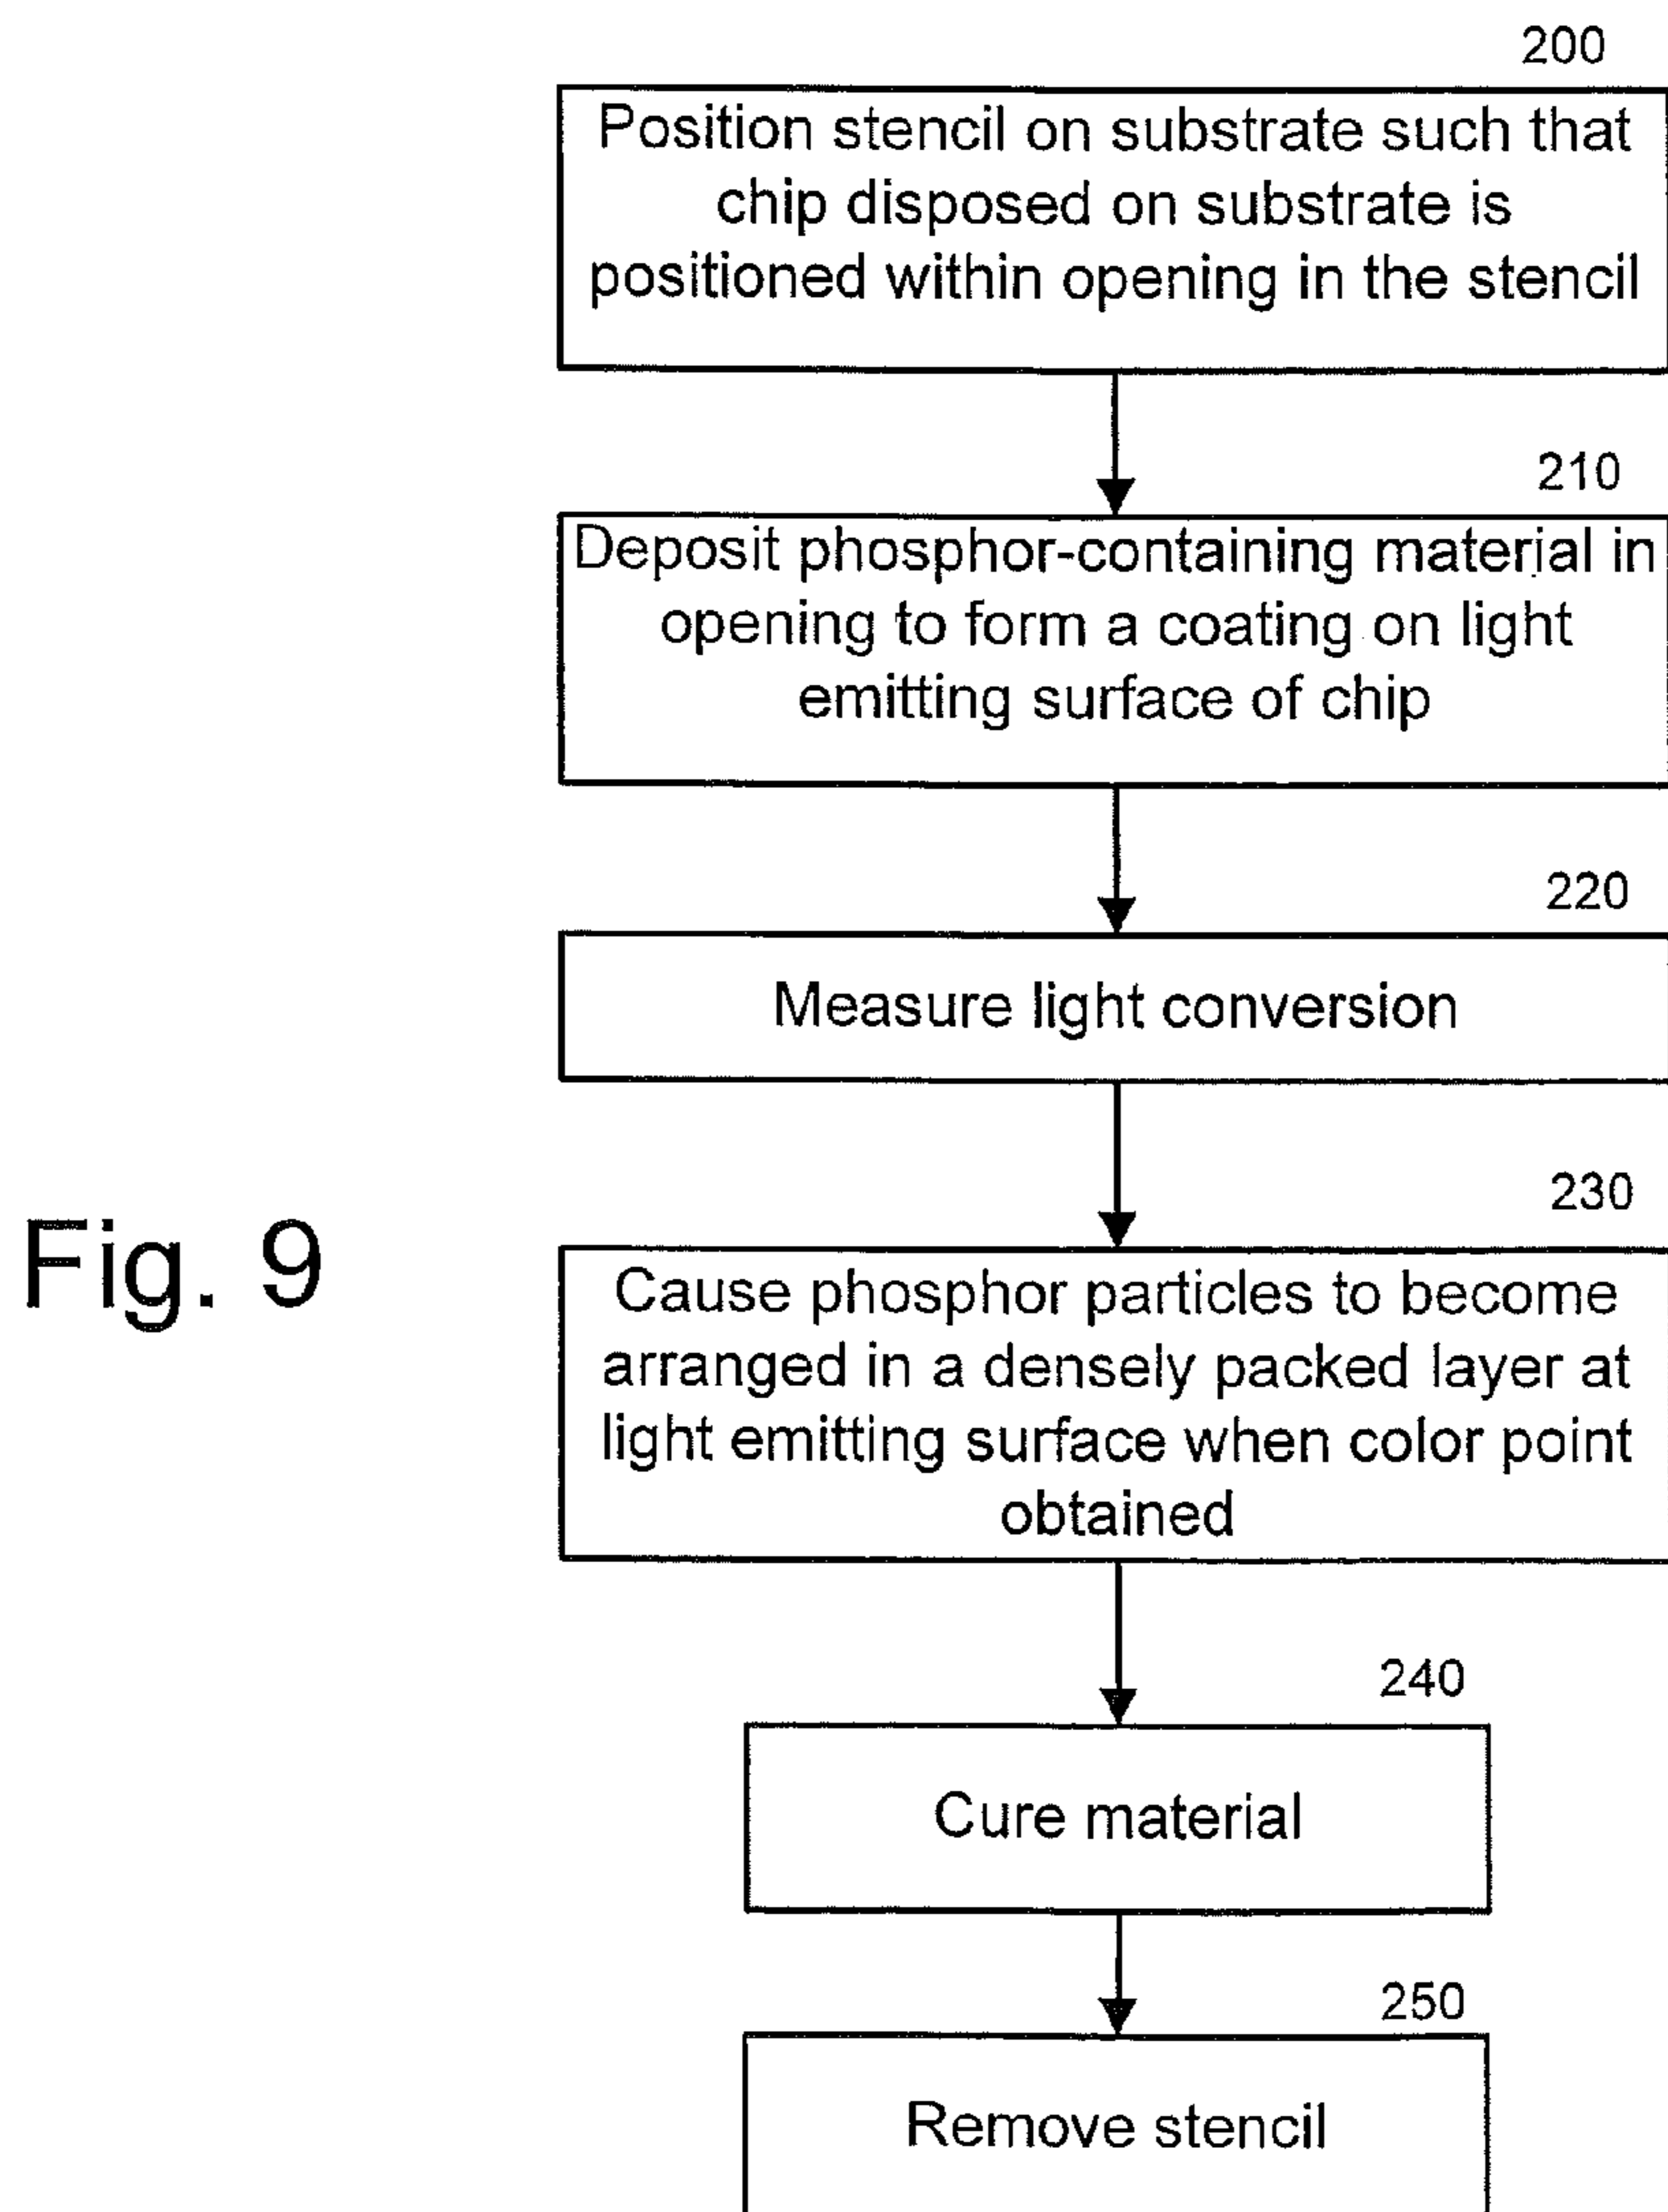 200
Position stencil on substrate such that
chip disposed on substrate is
positioned within opening in the stencil
210
Deposit phosphor-containing material in
opening to form a coating on light
emitting surface of chip
220
Measure light conversion
230
Cause phosphor particles to become
arranged in a densely packed layer at
light emitting surface when color point
obtained
Fig. 9
240
Cure material
250
Remove stencil